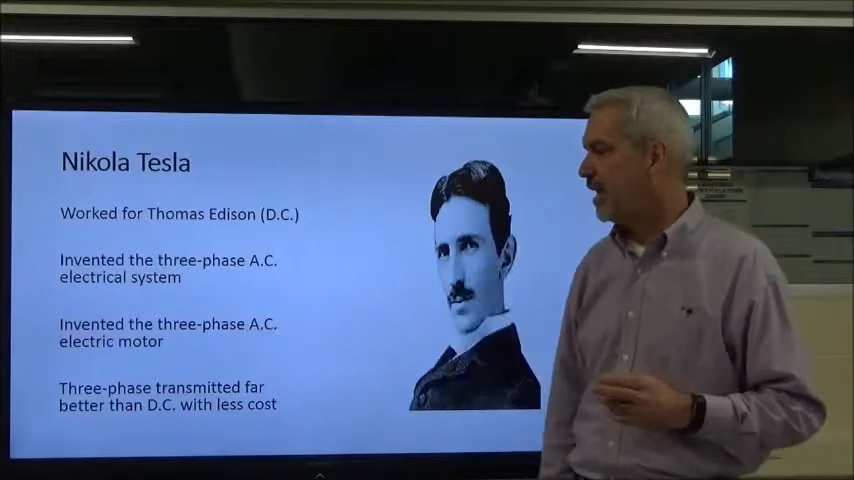 Nikola Tesla
Worked for Thomas Edison (D.C.)
Invented the three-phase A.C.
electrical system
Invented the three-phase A.C.
electric motor
Three-phase transmitted far
better than D.C. with less cost